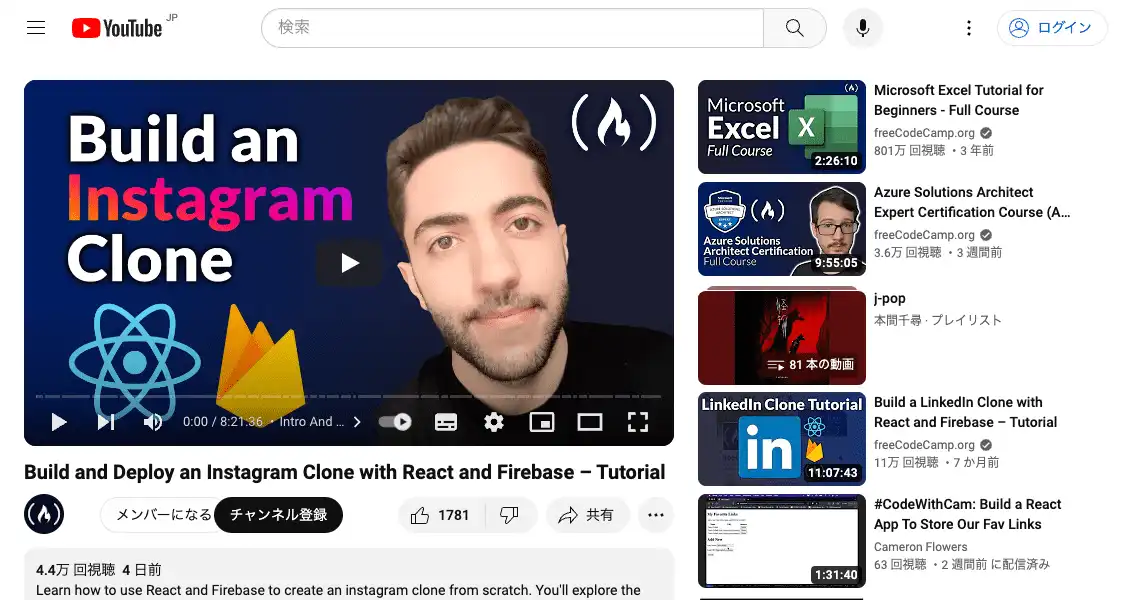 YouTube JP
検索
ログイン
Build an
Instagram
Clone
0:00 / 8:21:36 ・ Intro And ...
Build and Deploy an Instagram Clone with React and Firebase – Tutorial
メンバーになる
チャンネル登録
1781
共有
4.4万 回視聴 4 日前
Learn how to use React and Firebase to create an instagram clone from scratch. You'll explore the
Microsoft
Excel
Full Course
X
2:26:10
Microsoft Excel Tutorial for
Beginners - Full Course
freeCodeCamp.org
801万 回視聴 ・3 年前
Azure Solutions
Architect Certification
Full Course
9:55:05
Azure Solutions Architect
Expert Certification Course (A...
freeCodeCamp.org
3.6万 回視聴 ・3 週間前
81 本の動画
j-pop
本間千尋 · プレイリスト
LinkedIn Clone Tutorial
in
11:07:43
Build a LinkedIn Clone with
React and Firebase – Tutorial
freeCodeCamp.org
11万 回視聴 ・7 か月前
1:31:40
#CodeWithCam: Build a React
App To Store Our Fav Links
Cameron Flowers
63 回視聴 ・2 週間前 に配信済み